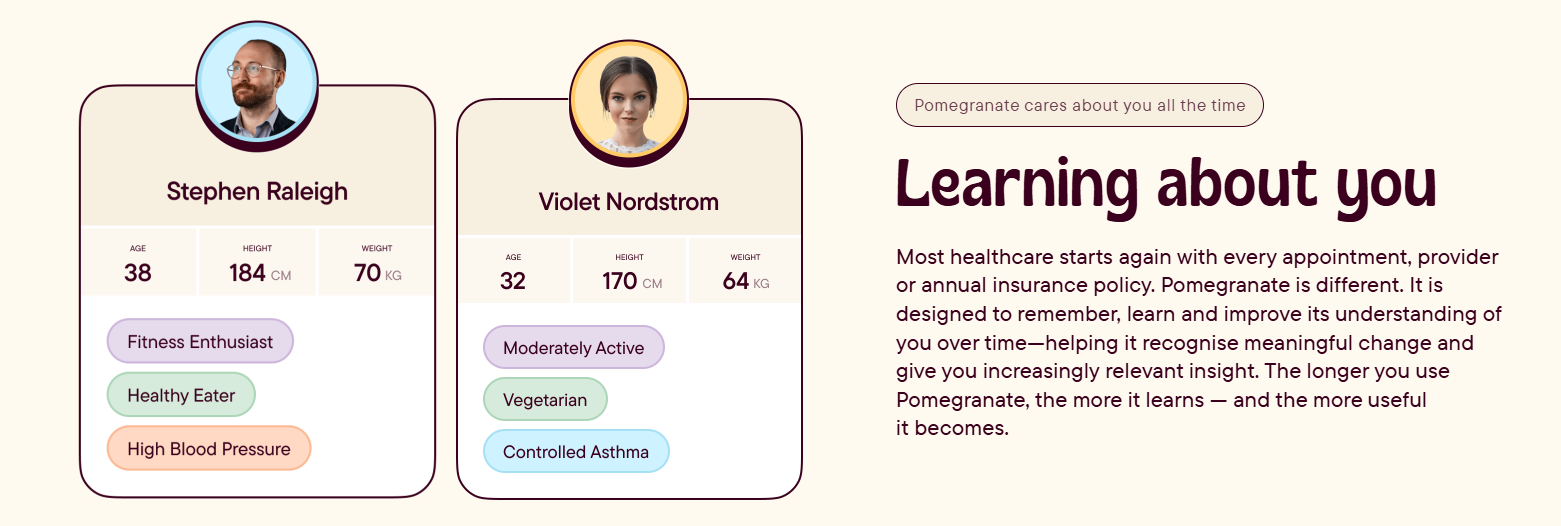 Stephen Raleigh
AGE
38
HEIGHT
184 CM
WEIGHT
70 KG
Fitness Enthusiast
Healthy Eater
High Blood Pressure
Violet Nordstrom
AGE
32
HEIGHT
170 CM
WEIGHT
64 KG
Moderately Active
Vegetarian
Controlled Asthma
Pomegranate cares about you all the time
Learning about you
Most healthcare starts again with every appointment, provider
or annual insurance policy. Pomegranate is different. It is
designed to remember, learn and improve its understanding of
you over time—helping it recognise meaningful change and
give you increasingly relevant insight. The longer you use
Pomegranate, the more it learns — and the more useful
it becomes.